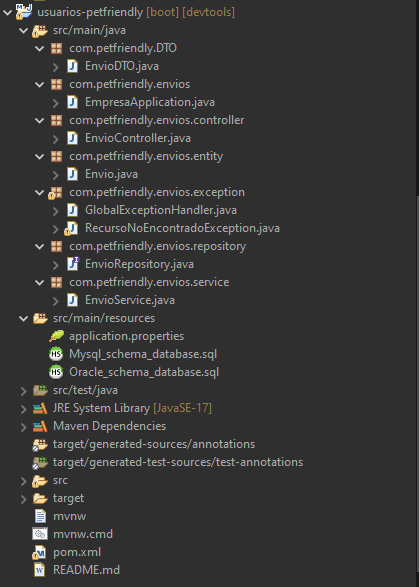 usuarios-petfriendly [boot] [devtools]
src/main/java
com.petfriendly.DTO
EnvioDTO.java
com.petfriendly.envios
EmpresaApplication.java
com.petfriendly.envios.controller
EnvioController.java
com.petfriendly.envios.entity
Envio.java
com.petfriendly.envios.exception
GlobalExceptionHandler.java
RecursoNoEncontradoException.java
com.petfriendly.envios.repository
EnvioRepository.java
com.petfriendly.envios.service
EnvioService.java
src/main/resources
application.properties
Mysql_schema_database.sql
Oracle_schema_database.sql
src/test/java
JRE System Library [JavaSE-17]
Maven Dependencies
target/generated-sources/annotations
target/generated-test-sources/test-annotations
src
target
mvnw
mvnw.cmd
pom.xml
README.md